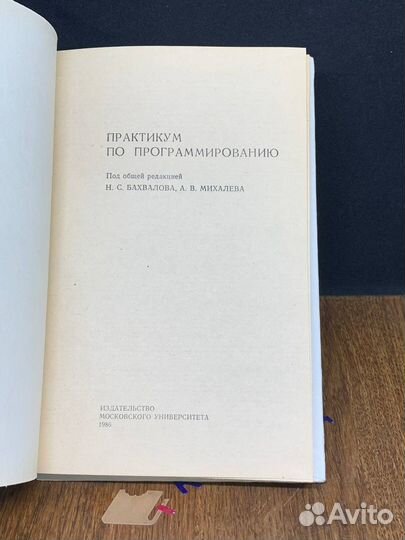 ПРАКТИКУМ
ПО ПРОГРАММИРОВАНИЮ
Под общей редакцией
Н. С. БАХВАЛОВА, А. В. МИХАЛЕВА
ИЗДАТЕЛЬСТВО
МОСКОВСКОГО УНИВЕРСИТЕТА
1986
Avito